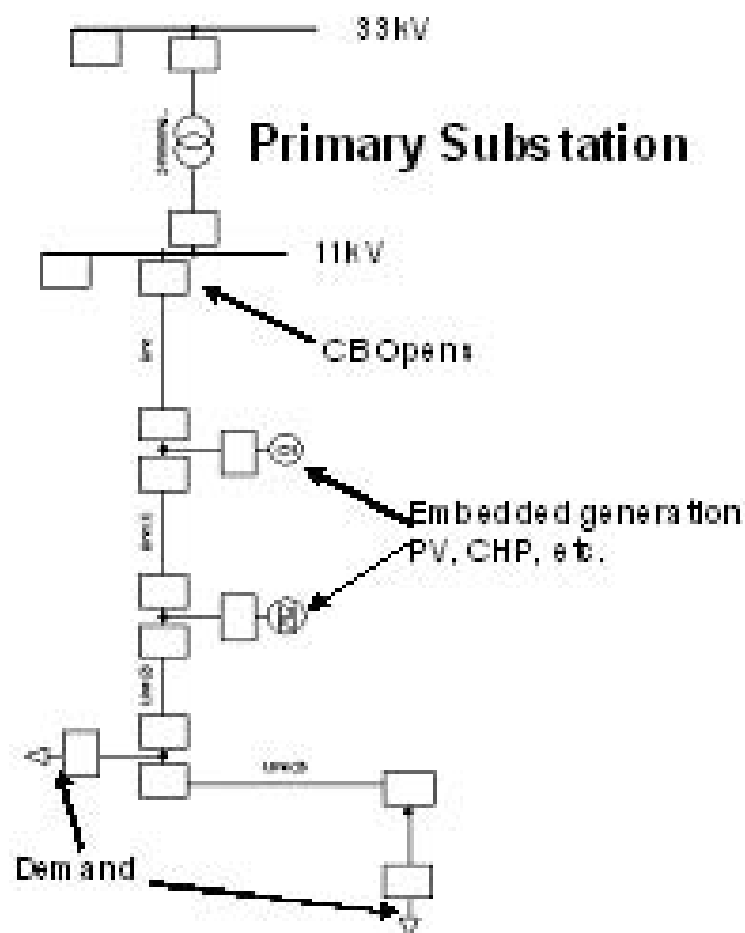 33kV
Primary Substation
11kV
CB Opens
Embedded generation
PV, CHP, etc.
Demand